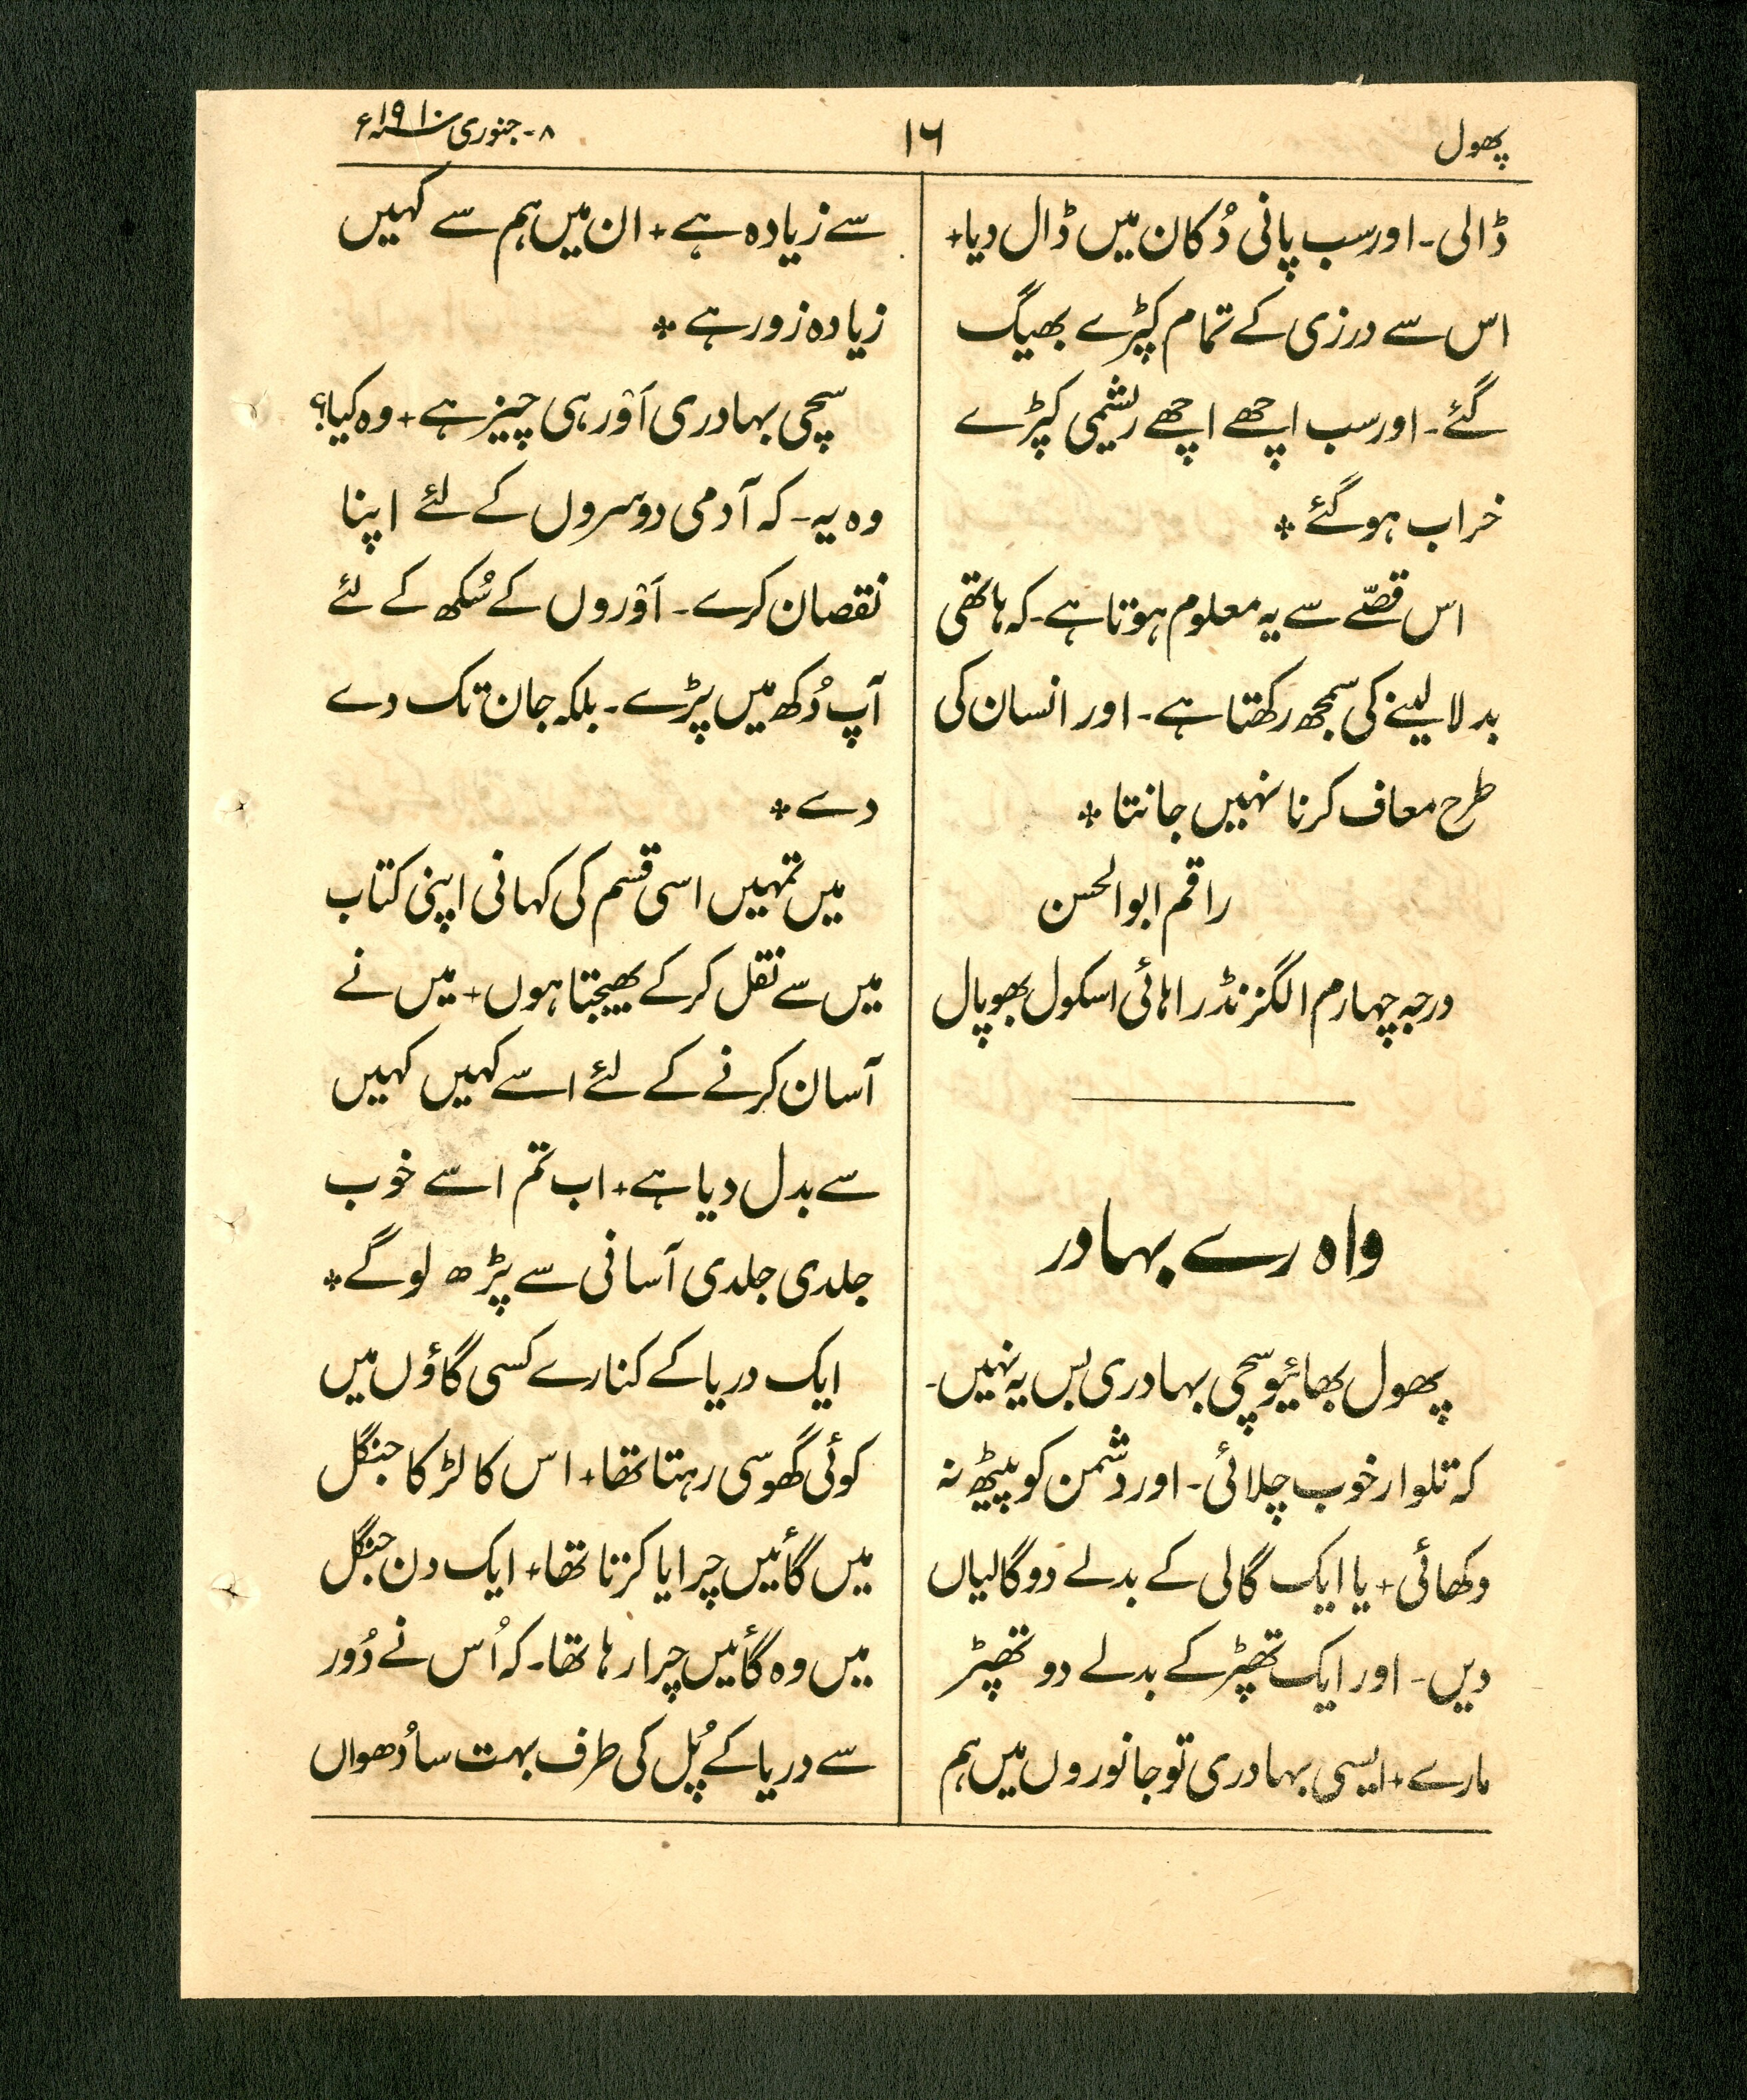 پھول
۱۶
۸-جنوری سنہ ۱۹۱۰ء
ڈالی۔ اور سب پانی دُکان میں ڈال دیا+
اس سے درزی کے تمام کپڑے بھیگ
گئے۔ اور سب اچھے اچھے ریشمی کپڑے
خراب ہو گئے ٭
اس قصّے سے یہ معلوم ہوتا ہے۔ کہ ہاتھی
بدلا لینے کی سمجھ رکھتا ہے۔ اور انسان کی
طرح معاف کرنا نہیں جانتا ٭
راقم ابوالحسن
درجہ چہارم الگزنڈرا ہائی اسکول بھوپال
واہ رے بہادر
پھول بھائیو سچی بہادری بس یہ نہیں۔
کہ تلوار خوب چلائی۔ اور دشمن کو پیٹھ نہ
دکھائی + یا ایک گالی کے بدلے دو گالیاں
دیں۔ اور ایک تھپڑ کے بدلے دو تھپڑ
مارے + ایسی بہادری تو جانوروں میں ہم
سے زیادہ ہے + ان میں ہم سے کہیں
زیادہ زور ہے ٭
سچی بہادری اَوْر ہی چیز ہے + وہ کیا؟
وہ یہ۔ کہ آدمی دوسروں کے لئے اپنا
نقصان کرے۔ اَوْروں کے سُکھ کے لئے
آپ دُکھ میں پڑے۔ بلکہ جان تک دے
دے ٭
میں تمہیں اسی قسم کی کہانی اپنی کتاب
میں سے نقل کر کے بھیجتا ہوں + میں نے
آسان کرنے کے لئے اسے کہیں کہیں
سے بدل دیا ہے + اب تم اسے خوب
جلدی جلدی آسانی سے پڑھ لو گے ٭
ایک دریا کے کنارے کسی گاؤں میں
کوئی گھوسی رہتا تھا + اس کا لڑکا جنگل
میں گائیں چرایا کرتا تھا + ایک دن جنگل
میں وہ گائیں چرا رہا تھا۔ کہ اُس نے دُور
سے دریا کے پُل کی طرف بہت سا دُھواں